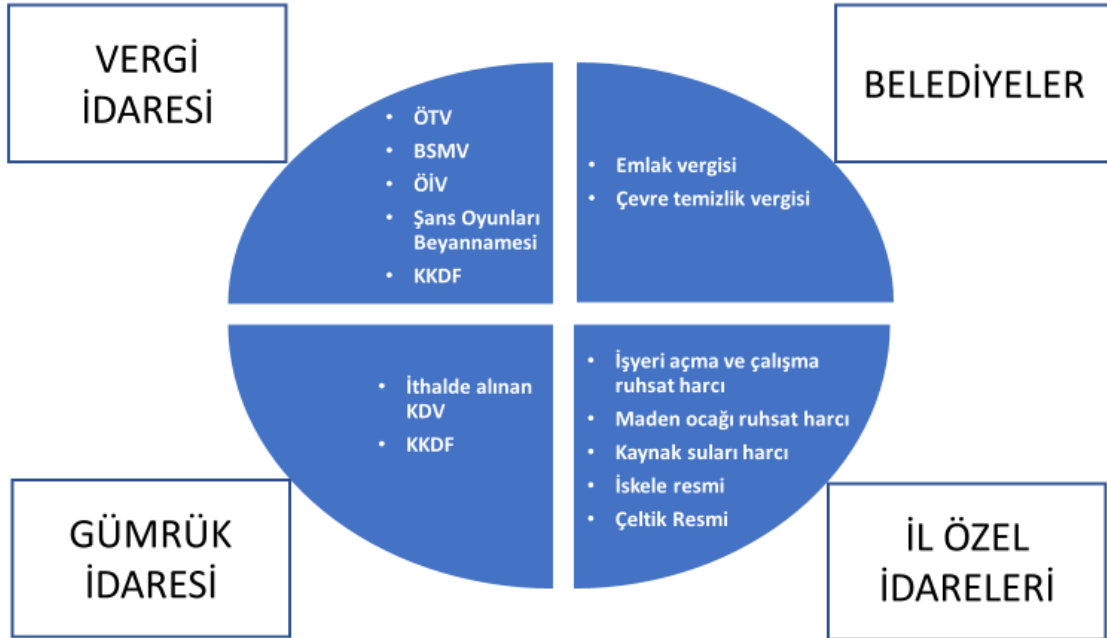 VERGİ
İDARESİ
BELEDİYELER
• ÖTV
• BSMV
• ÖİV
• Şans Oyunları
Beyannamesi
• KKDF
• Emlak vergisi
• Çevre temizlik vergisi
• İthalde alınan
KDV
• KKDF
• İşyeri açma ve çalışma
ruhsat harcı
• Maden ocağı ruhsat harcı
• Kaynak suları harcı
• İskele resmi
• Çeltik Resmi
GÜMRÜK
İDARESİ
İL ÖZEL
İDARELERİ